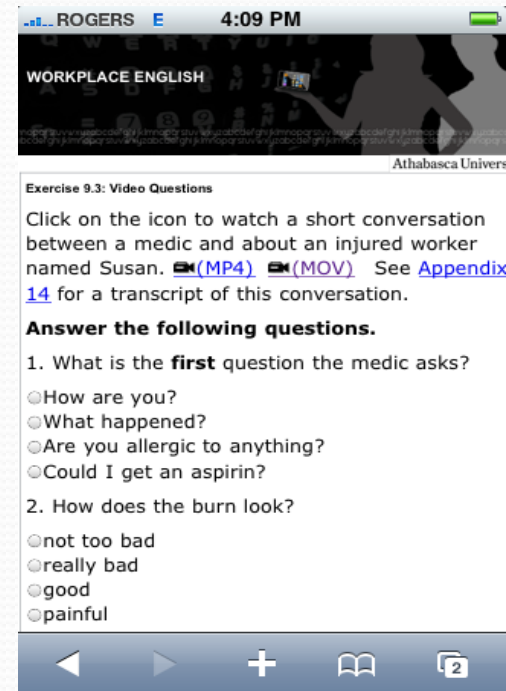 ROGERS E 4:09 PM
WORKPLACE ENGLISH
Athabasca Univers
Exercise 9.3: Video Questions
Click on the icon to watch a short conversation
between a medic and about an injured worker
named Susan. (MP4) (MOV) See Appendix
14 for a transcript of this conversation.
Answer the following questions.
1. What is the first question the medic asks?
How are you?
What happened?
Are you allergic to anything?
Could I get an aspirin?
2. How does the burn look?
not too bad
really bad
good
painful
2